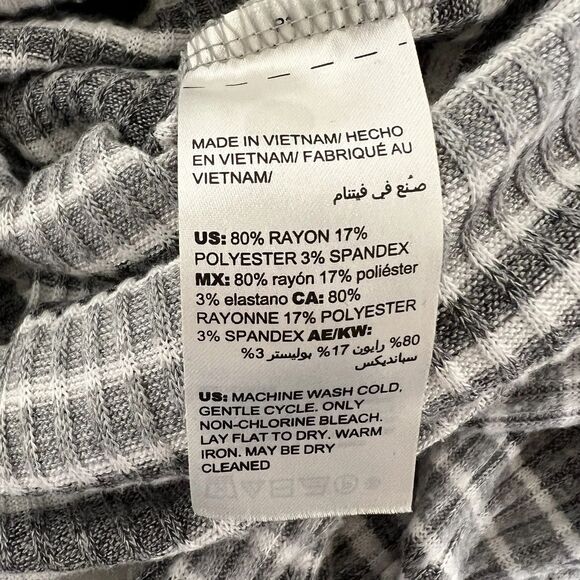 MADE IN VIETNAM/ HECHO
EN VIETNAM/ FABRIQUÉ AU
VIETNAM/
صُنع في فيتنام
US: 80% RAYON 17%
POLYESTER 3% SPANDEX
MX: 80% rayón 17% poliéster
3% elastano CA: 80%
RAYONNE 17% POLYESTER
3% SPANDEX AE/KW:
80% رايون 17% بوليستر 3%
سبانديكس
US: MACHINE WASH COLD,
GENTLE CYCLE. ONLY
NON-CHLORINE BLEACH.
LAY FLAT TO DRY. WARM
IRON. MAY BE DRY
CLEANED